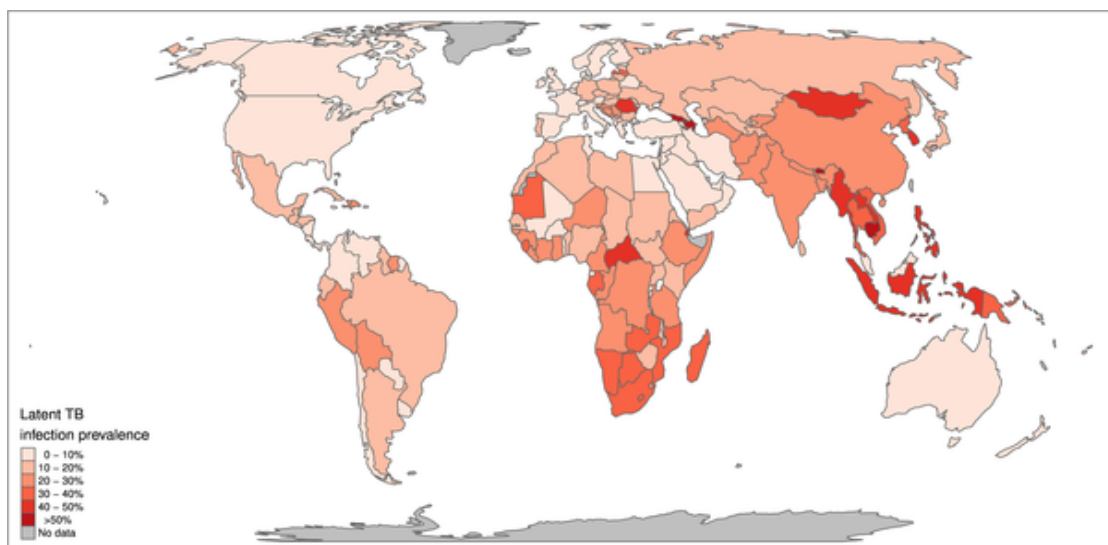 Latent TB
infection prevalence
0 – 10%
10 – 20%
20 – 30%
30 – 40%
40 – 50%
>50%
No data